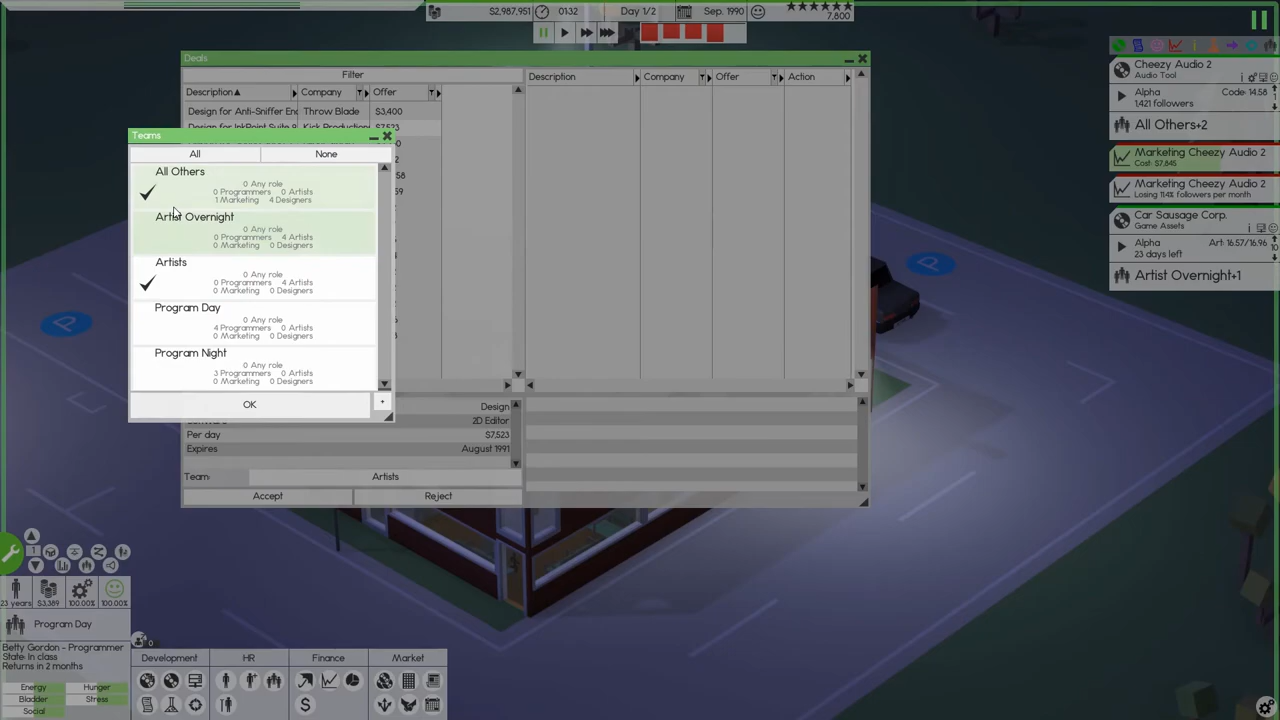 $2,987,951
01:32
Day 1/2
Sep. 1990
7,800
Deals
Filter
Description Company Offer
Design for Anti-Sniffer En Throw Blade $3,400
Kick Production $7,523
Description Company Offer Action
Teams
All None
All Others
0 Any role
0 Programmers 0 Artists
1 Marketing 4 Designers
Artist Overnight
0 Any role
0 Programmers 4 Artists
0 Marketing 0 Designers
Artists
0 Any role
0 Programmers 4 Artists
0 Marketing 0 Designers
Program Day
0 Any role
4 Programmers 0 Artists
0 Marketing 0 Designers
Program Night
0 Any role
3 Programmers 0 Artists
0 Marketing 0 Designers
OK
+
Design
2D Editor
Per day $7,523
Expires August 1991
Team Artists
Accept Reject
Cheezy Audio 2
Audio Tool
Alpha Code: 14.58
1,421 followers 1
All Others+2
Marketing Cheezy Audio 2
Cost: $7,845
Marketing Cheezy Audio 2
Losing 11.4% followers per month
Car Sausage Corp.
Game Assets
Alpha Art: 16.57/16.96
23 days left 10
Artist Overnight+1
1
23 years $3,389 100.00% 100.00%
Program Day
Betty Gordon - Programmer
State: In class
Returns in 2 months
Energy Hunger
Bladder Stress
Social
0
Development HR Finance Market